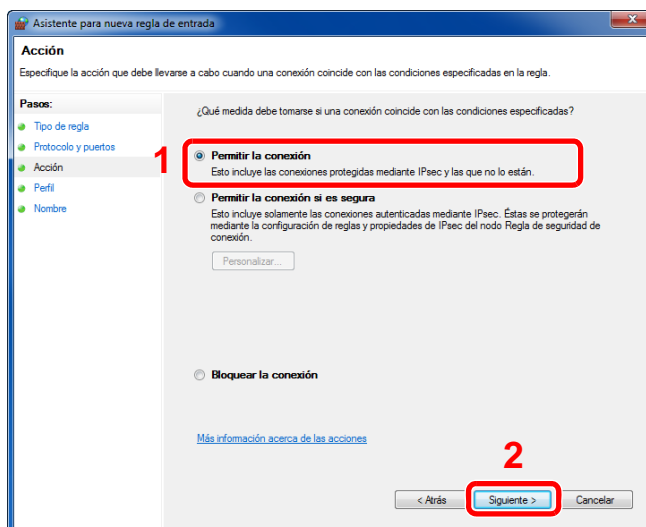 Asistente para nueva regla de entrada
Acción
Especifique la acción que debe llevarse a cabo cuando una conexión coincide con las condiciones especificadas en la regla.
Pasos:
Tipo de regla
Protocolo y puertos
Acción
Perfil
Nombre
¿Qué medida debe tomarse si una conexión coincide con las condiciones especificadas?
1
Permitir la conexión
Esto incluye las conexiones protegidas mediante IPsec y las que no lo están.
Permitir la conexión si es segura
Esto incluye solamente las conexiones autenticadas mediante IPsec. Éstas se protegerán
mediante la configuración de reglas y propiedades de IPsec del nodo Regla de seguridad de
conexión.
Personalizar...
Bloquear la conexión
Más información acerca de las acciones
2
< Atrás
Siguiente >
Cancelar